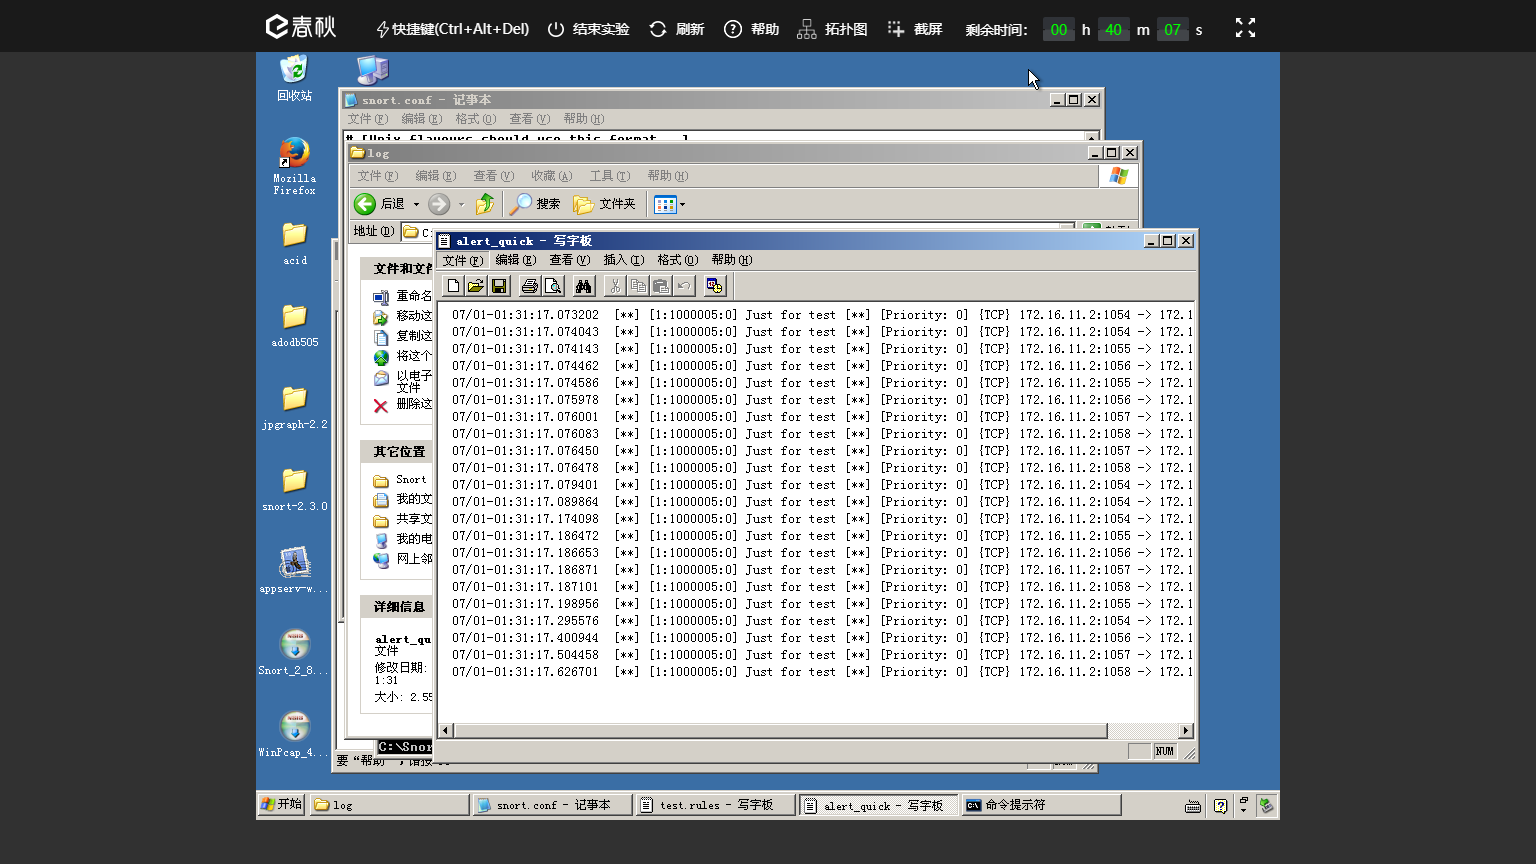 春秋 快捷键(Ctrl+Alt+Del) 结束实验 刷新 帮助 拓扑图 截屏 剩余时间: 00 h 40 m 07 s
回收站
Mozilla
Firefox
acid
adodb505
jpgraph-2.2
snort-2.3.0
appserv-w...
Snort_2_8...
WinPcap_4...
snort.conf - 记事本
文件(F) 编辑(E) 格式(O) 查看(V) 帮助(H)
# [Unix flavours should use this format...]
log
文件(F) 编辑(E) 查看(V) 收藏(A) 工具(T) 帮助(H)
后退 搜索 文件夹
地址(D) C:
文件和文件
重命名
移动这
复制这
将这个
以电子
文件
删除这
其它位置
Snort
我的文
共享文
我的电
网上邻
详细信息
alert_qu
文件
修改日期:
1:31
大小: 2.55
C:\Snor
alert_quick - 写字板
文件(F) 编辑(E) 查看(V) 插入(I) 格式(O) 帮助(H)
07/01-01:31:17.073202 [**] [1:1000005:0] Just for test [**] [Priority: 0] {TCP} 172.16.11.2:1054 -> 172.1
07/01-01:31:17.074043 [**] [1:1000005:0] Just for test [**] [Priority: 0] {TCP} 172.16.11.2:1054 -> 172.1
07/01-01:31:17.074143 [**] [1:1000005:0] Just for test [**] [Priority: 0] {TCP} 172.16.11.2:1055 -> 172.1
07/01-01:31:17.074462 [**] [1:1000005:0] Just for test [**] [Priority: 0] {TCP} 172.16.11.2:1056 -> 172.1
07/01-01:31:17.074586 [**] [1:1000005:0] Just for test [**] [Priority: 0] {TCP} 172.16.11.2:1055 -> 172.1
07/01-01:31:17.075978 [**] [1:1000005:0] Just for test [**] [Priority: 0] {TCP} 172.16.11.2:1056 -> 172.1
07/01-01:31:17.076001 [**] [1:1000005:0] Just for test [**] [Priority: 0] {TCP} 172.16.11.2:1057 -> 172.1
07/01-01:31:17.076083 [**] [1:1000005:0] Just for test [**] [Priority: 0] {TCP} 172.16.11.2:1058 -> 172.1
07/01-01:31:17.076450 [**] [1:1000005:0] Just for test [**] [Priority: 0] {TCP} 172.16.11.2:1057 -> 172.1
07/01-01:31:17.076478 [**] [1:1000005:0] Just for test [**] [Priority: 0] {TCP} 172.16.11.2:1058 -> 172.1
07/01-01:31:17.079401 [**] [1:1000005:0] Just for test [**] [Priority: 0] {TCP} 172.16.11.2:1054 -> 172.1
07/01-01:31:17.089864 [**] [1:1000005:0] Just for test [**] [Priority: 0] {TCP} 172.16.11.2:1054 -> 172.1
07/01-01:31:17.174098 [**] [1:1000005:0] Just for test [**] [Priority: 0] {TCP} 172.16.11.2:1054 -> 172.1
07/01-01:31:17.186472 [**] [1:1000005:0] Just for test [**] [Priority: 0] {TCP} 172.16.11.2:1055 -> 172.1
07/01-01:31:17.186653 [**] [1:1000005:0] Just for test [**] [Priority: 0] {TCP} 172.16.11.2:1056 -> 172.1
07/01-01:31:17.186871 [**] [1:1000005:0] Just for test [**] [Priority: 0] {TCP} 172.16.11.2:1057 -> 172.1
07/01-01:31:17.187101 [**] [1:1000005:0] Just for test [**] [Priority: 0] {TCP} 172.16.11.2:1058 -> 172.1
07/01-01:31:17.198956 [**] [1:1000005:0] Just for test [**] [Priority: 0] {TCP} 172.16.11.2:1055 -> 172.1
07/01-01:31:17.295576 [**] [1:1000005:0] Just for test [**] [Priority: 0] {TCP} 172.16.11.2:1054 -> 172.1
07/01-01:31:17.400944 [**] [1:1000005:0] Just for test [**] [Priority: 0] {TCP} 172.16.11.2:1056 -> 172.1
07/01-01:31:17.504458 [**] [1:1000005:0] Just for test [**] [Priority: 0] {TCP} 172.16.11.2:1057 -> 172.1
07/01-01:31:17.626701 [**] [1:1000005:0] Just for test [**] [Priority: 0] {TCP} 172.16.11.2:1058 -> 172.1
NUM
要“帮助”，请按
开始 log snort.conf - 记事本 test.rules - 写字板 alert_quick - 写字板 命令提示符